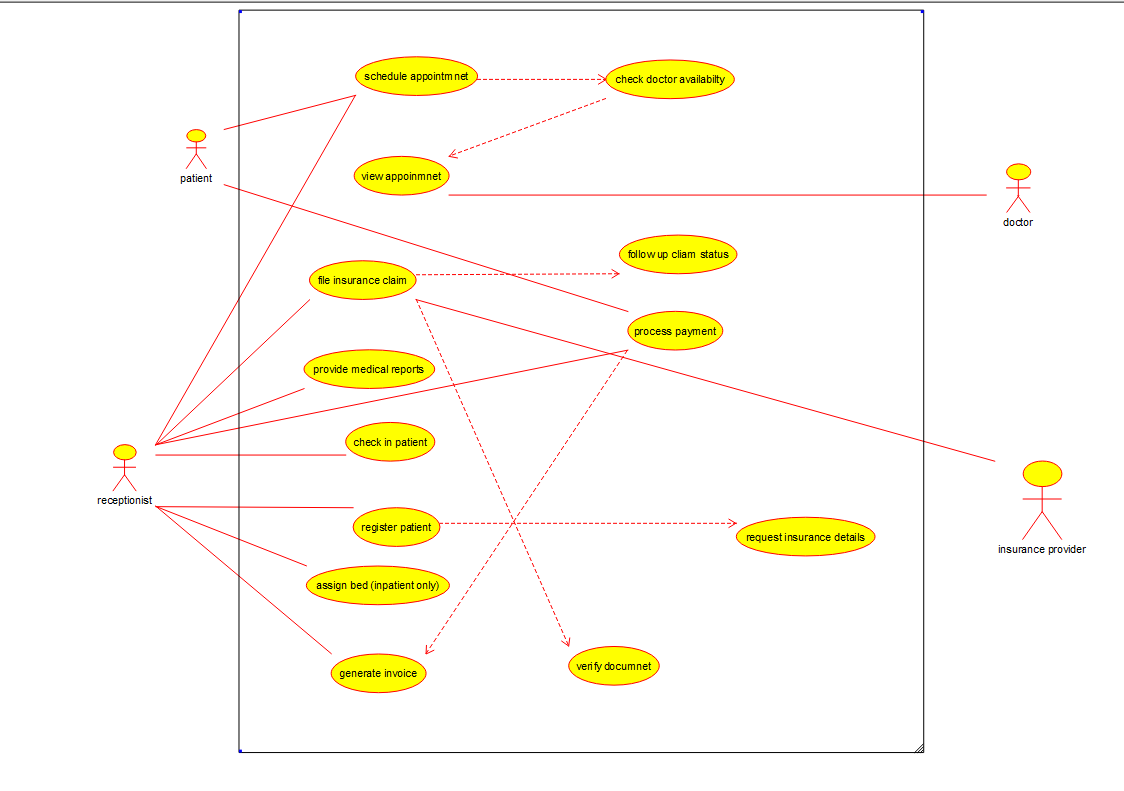 schedule appointmnet
check doctor availabilty
patient
view appoinmnet
doctor
follow up cliam status
file insurance claim
process payment
provide medical reports
check in patient
receptionist
register patient
request insurance details
insurance provider
assign bed (inpatient only)
generate invoice
verify documnet